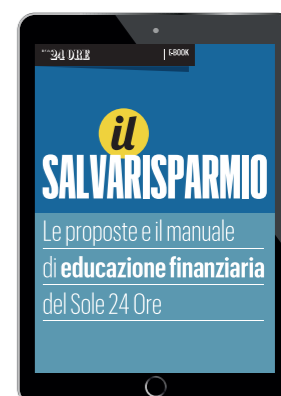 24 ORE
| E-BOOK
il
SALVARISPARMIO
Le proposte e il manuale
di educazione finanziaria
del Sole 24 Ore